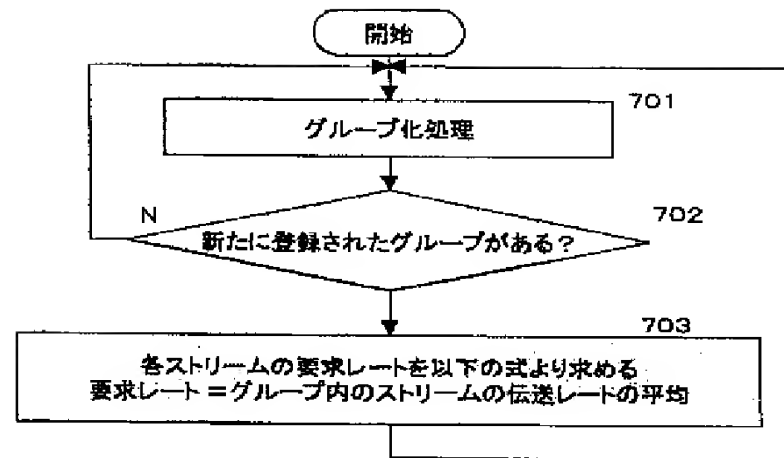 開始
701
グループ化処理
N
702
新たに登録されたグループがある？
703
各ストリームの要求レートを以下の式より求める
要求レート＝グループ内のストリームの伝送レートの平均